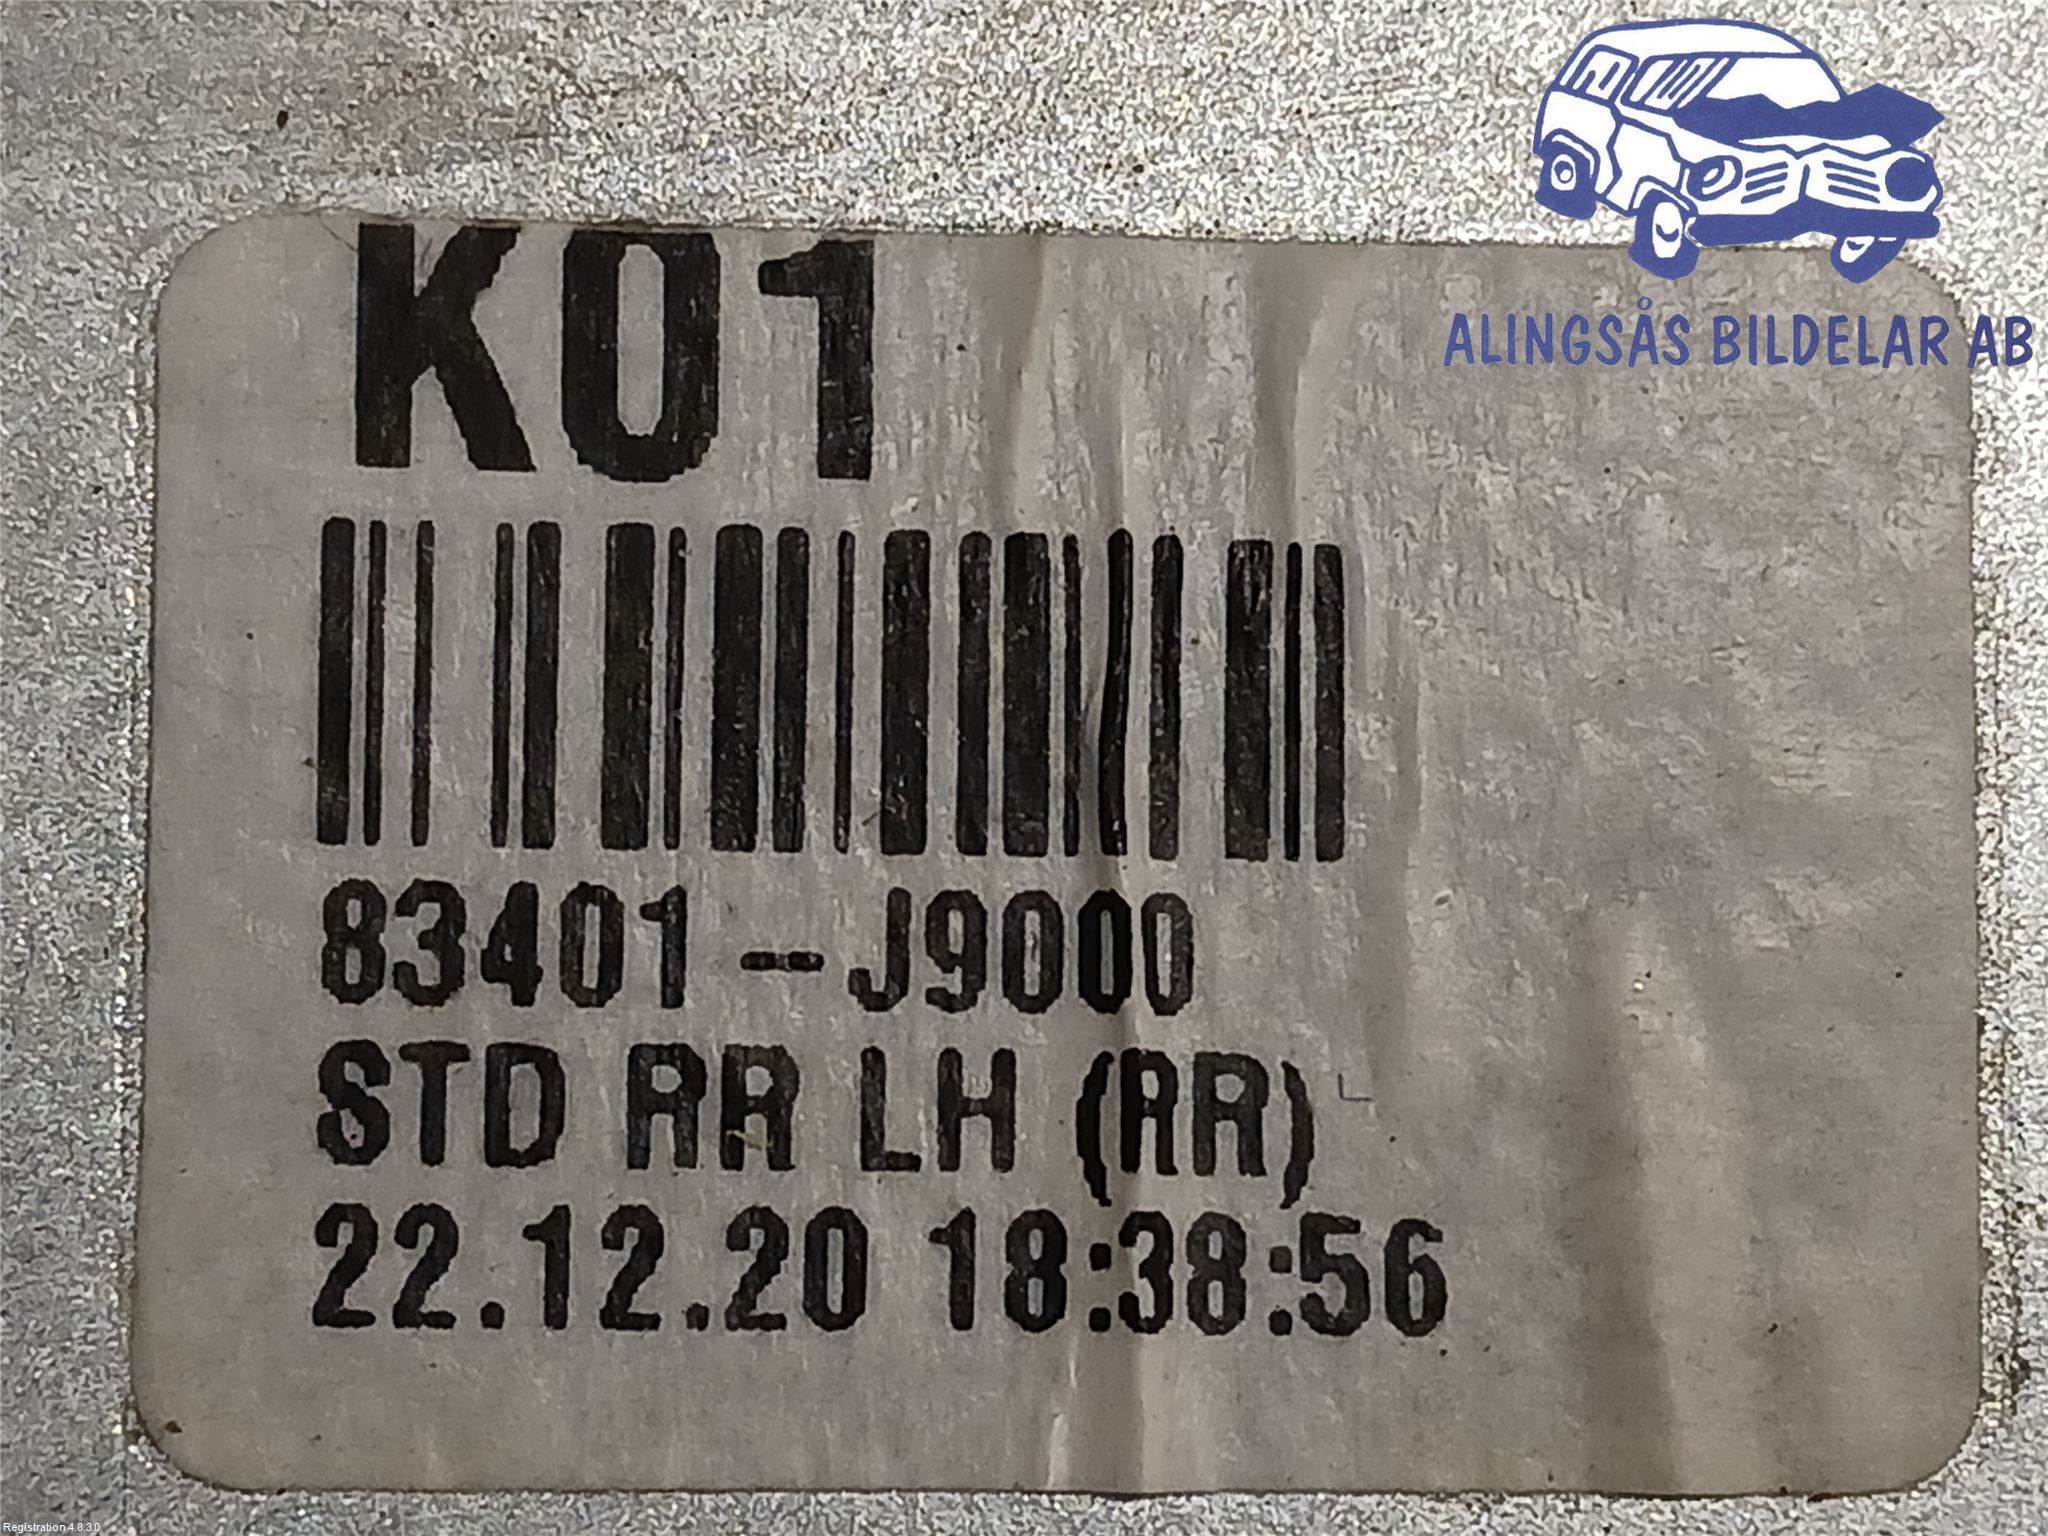 ALINGSÅS BILDELAR AB
K01
83401-J9000
STD RR LH (RR)
22.12.20 18:38:56
Registration 4.8.3.0